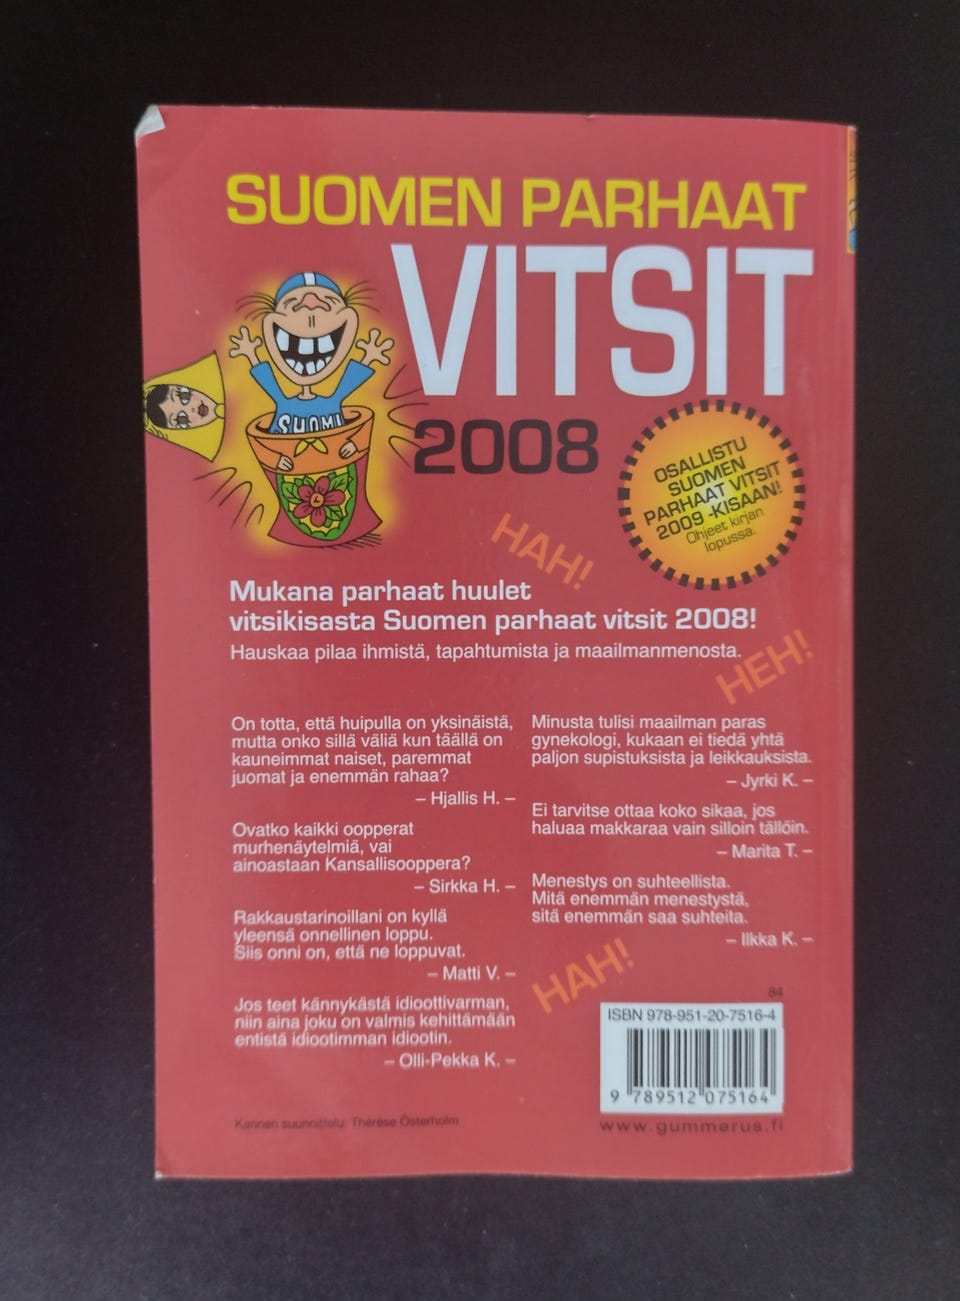 SUOMEN PARHAAT
VITSIT
2008
SUOMI
OSALLISTU
SUOMEN
PARHAAT VITSIT
2009 -KISAAN!
Ohjeet kirjan
lopussa.
HAH!
Mukana parhaat huulet
vitsikisasta Suomen parhaat vitsit 2008!
Hauskaa pilaa ihmistä, tapahtumista ja maailmanmenosta.
HEH!
On totta, että huipulla on yksinäistä,
mutta onko sillä väliä kun täällä on
kauneimmat naiset, paremmat
juomat ja enemmän rahaa?
– Hjallis H. –
Ovatko kaikki oopperat
murhenäytelmiä, vai
ainoastaan Kansallisooppera?
– Sirkka H. –
Rakkaustarinoillani on kyllä
yleensä onnellinen loppu.
Siis onni on, että ne loppuvat.
– Matti V. –
Jos teet kännykästä idioottivarman,
niin aina joku on valmis kehittämään
entistä idiootimman idiootin.
– Olli-Pekka K. –
Minusta tulisi maailman paras
gynekologi, kukaan ei tiedä yhtä
paljon supistuksista ja leikkauksista.
– Jyrki K. –
Ei tarvitse ottaa koko sikaa, jos
haluaa makkaraa vain silloin tällöin.
– Marita T. –
Menestys on suhteellista.
Mitä enemmän menestystä,
sitä enemmän saa suhteita.
– Ilkka K. –
HAH!
84
ISBN 978-951-20-7516-4
9 789512 075164
www.gummerus.fi
Kannen suunnittelu: Thérèse Österholm